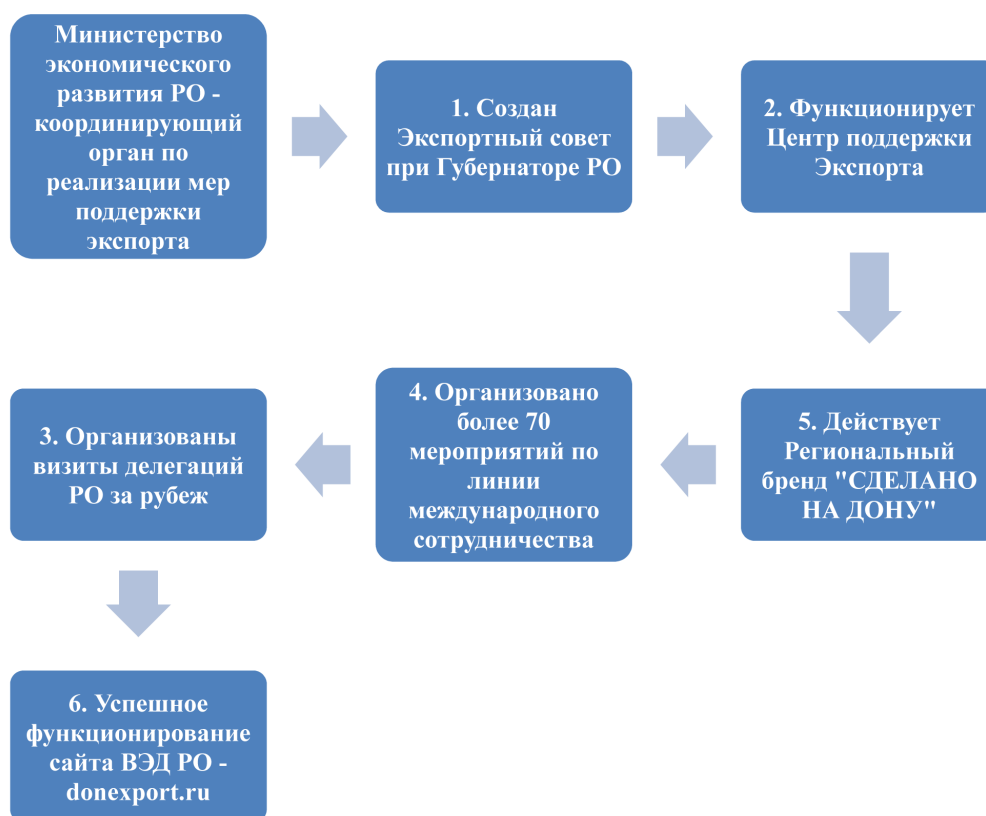 Министерство
экономического
развития РО -
координирующий
орган по
реализации мер
поддержки
экспорта
1. Создан
Экспортный совет
при Губернаторе РО
2. Функционирует
Центр поддержки
Экспорта
3. Организованы
визиты делегаций
РО за рубеж
4. Организовано
более 70
мероприятий по
линии
международного
сотрудничества
5. Действует
Региональный
бренд "СДЕЛАНО
НА ДОНУ"
6. Успешное
функционирование
сайта ВЭД РО -
donexport.ru